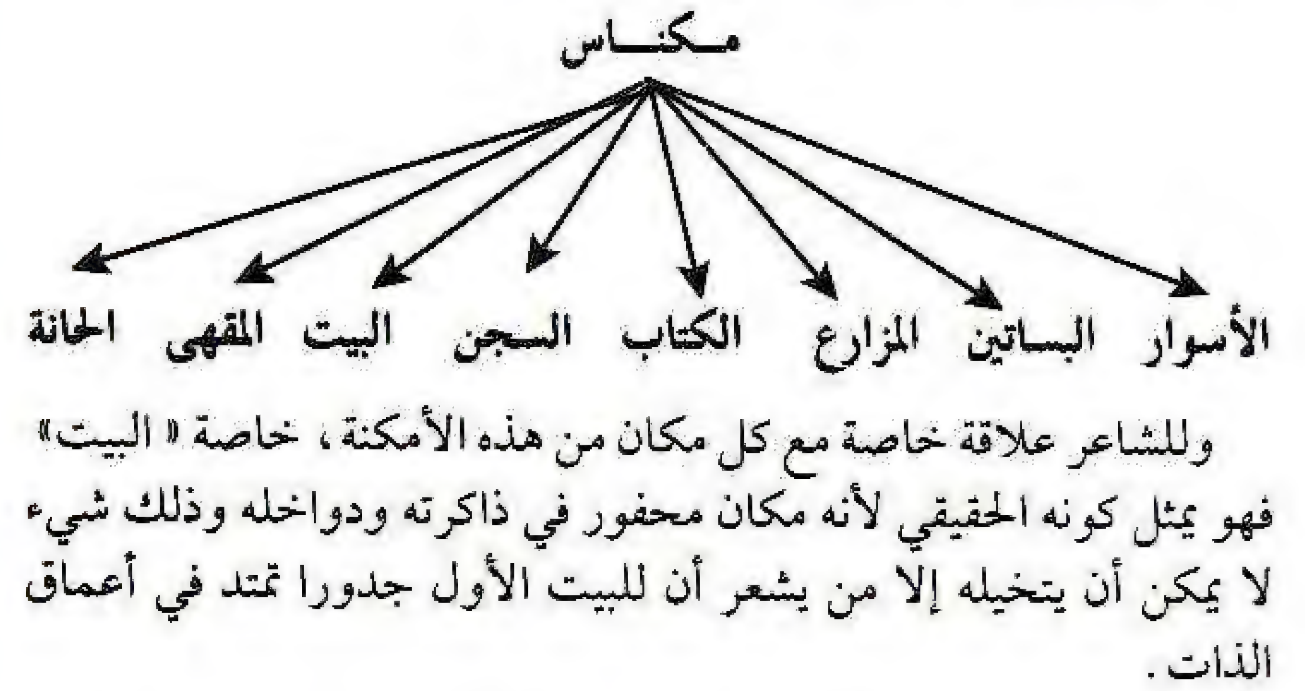 مكناس
الأسوار البساتين المزارع الكتاب السجن البيت المقهى الحانة
وللشاعر علاقة خاصة مع كل مكان من هذه الأمكنة، خاصة « البيت»
فهو يمثل كونه الحقيقي لأنه مكان محفور في ذاكرته ودواخله وذلك شيء
لا يمكن أن يتخيله إلا من يشعر أن للبيت الأول جدورا تمتد في أعماق
الذات .